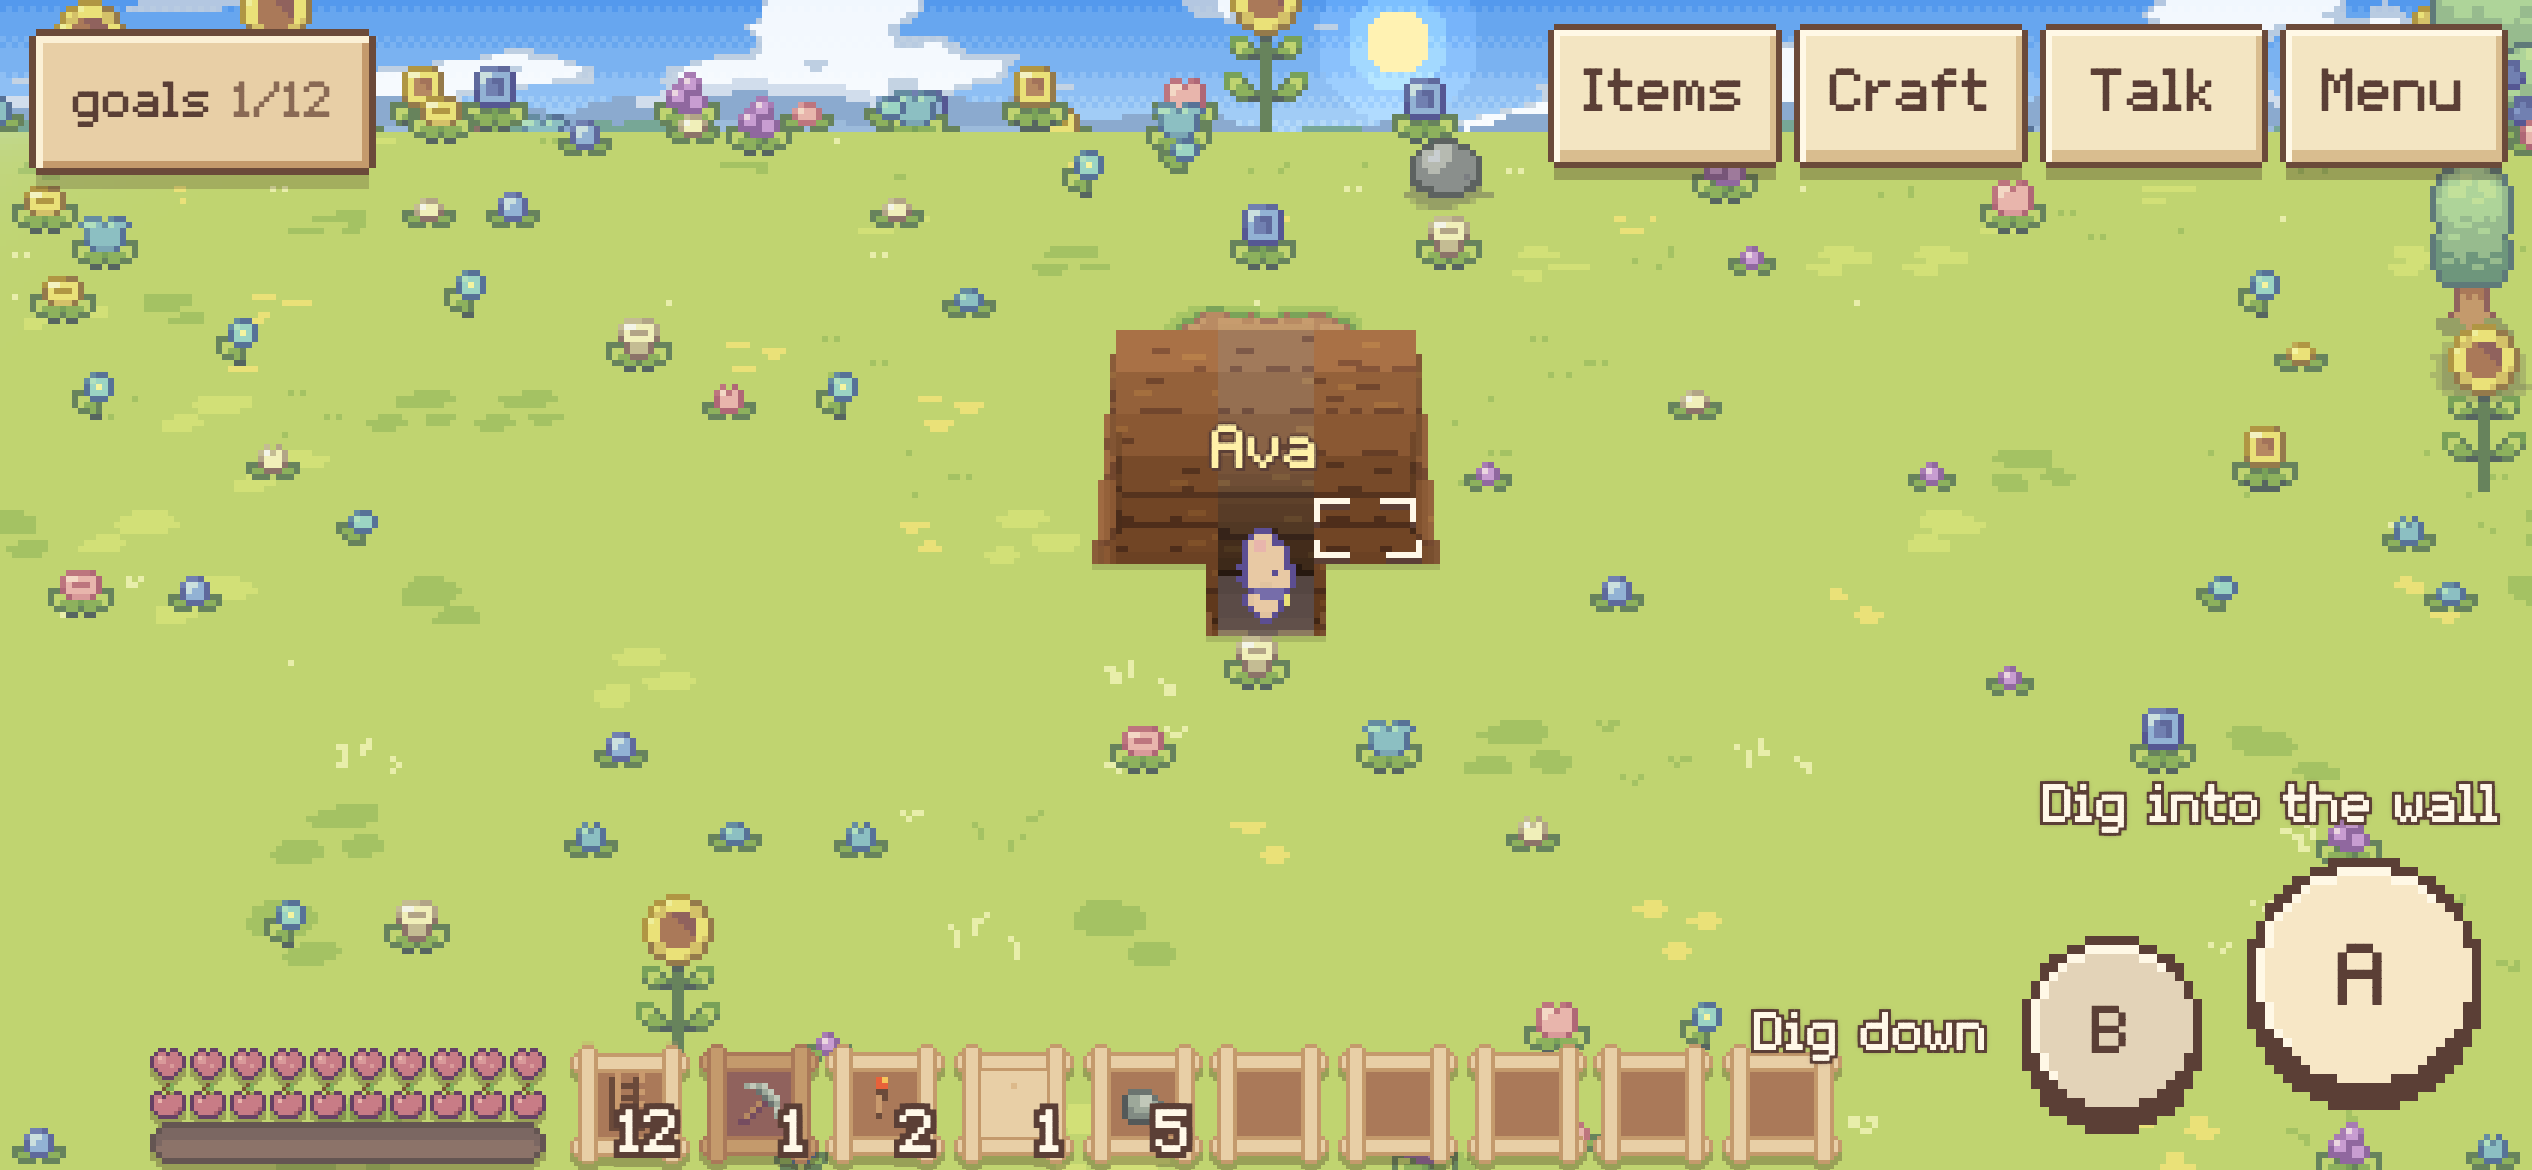 goals 1/12
Items
Craft
Talk
Menu
Ava
Dig into the wall
A
B
Dig down
12
1
2
1
5